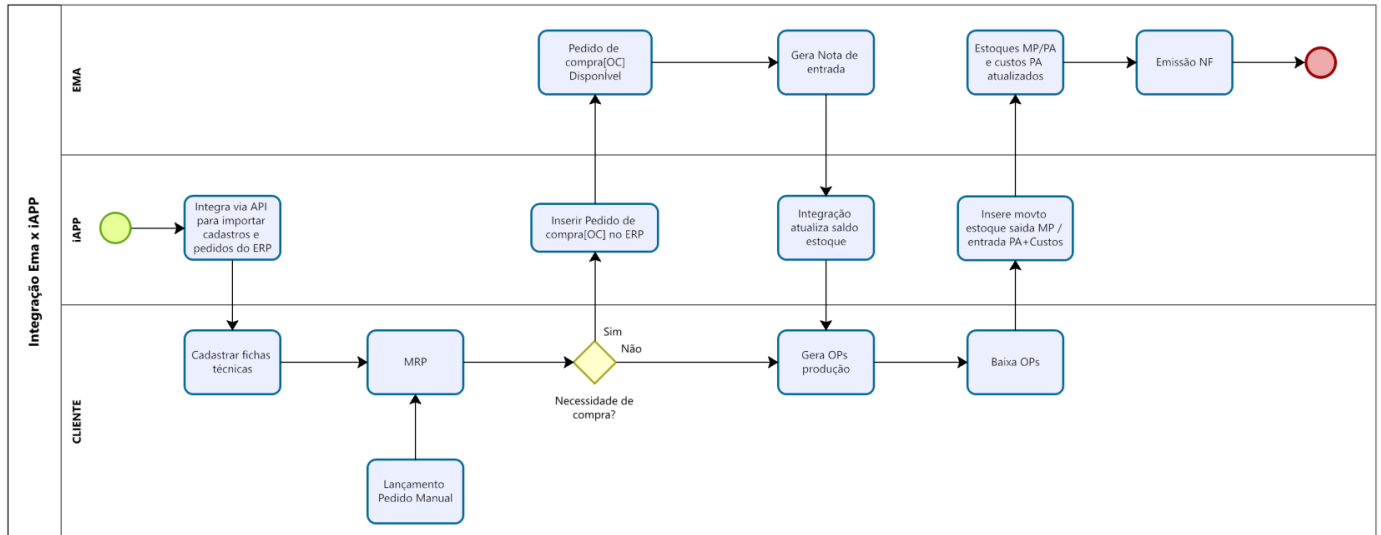 Integração Ema x iAPP
EMA
Pedido de
compra[OC]
Disponível
Gera Nota de
entrada
Estoques MP/PA
e custos PA
atualizados
Emissão NF
iAPP
Integra via API
para importar
cadastros e
pedidos do ERP
Inserir Pedido de
compra[OC] no ERP
Integração
atualiza saldo
estoque
Insere movto
estoque saida MP /
entrada PA+Custos
CLIENTE
Cadastrar fichas
técnicas
MRP
Sim
Não
Necessidade de
compra?
Gera OPs
produção
Baixa OPs
Lançamento
Pedido Manual